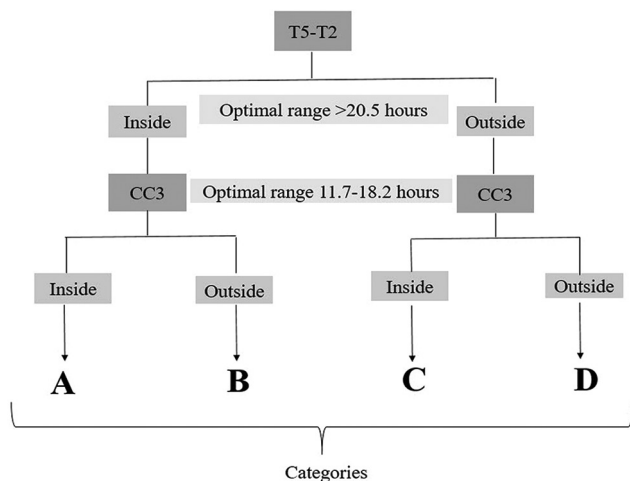 T5-T2
Inside
Optimal range >20.5 hours
Outside
CC3
Optimal range 11.7-18.2 hours
CC3
Inside
Outside
Inside
Outside
A
B
C
D
Categories